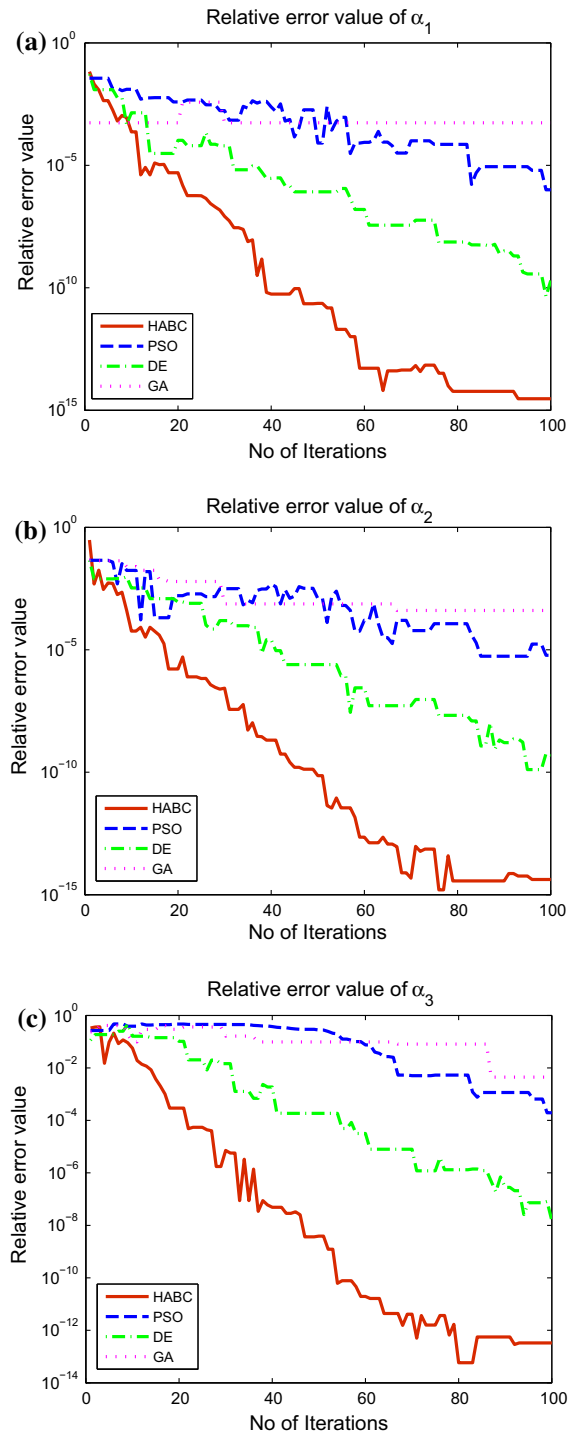 (a)
Relative error value of α1
Relative error value
10^0
10^-5
10^-10
10^-15
HABC
PSO
DE
GA
0 20 40 60 80 100
No of Iterations
(b)
Relative error value of α2
Relative error value
10^0
10^-5
10^-10
10^-15
HABC
PSO
DE
GA
0 20 40 60 80 100
No of Iterations
(c)
Relative error value of α3
Relative error value
10^0
10^-2
10^-4
10^-6
10^-8
10^-10
10^-12
10^-14
HABC
PSO
DE
GA
0 20 40 60 80 100
No of Iterations